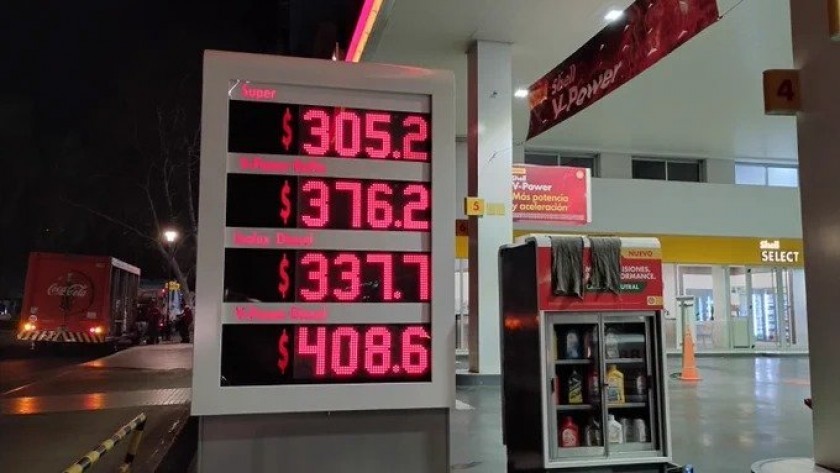 Super
$ 305.2
V-Power Nafta
$ 376.2
Evolux Diesel
$ 337.7
V-Power Diesel
$ 408.6
Shell
V-Power
4
5
Shell
V-Power
Más potencia
y aceleración
Shell SELECT
NUEVO
Coca-Cola